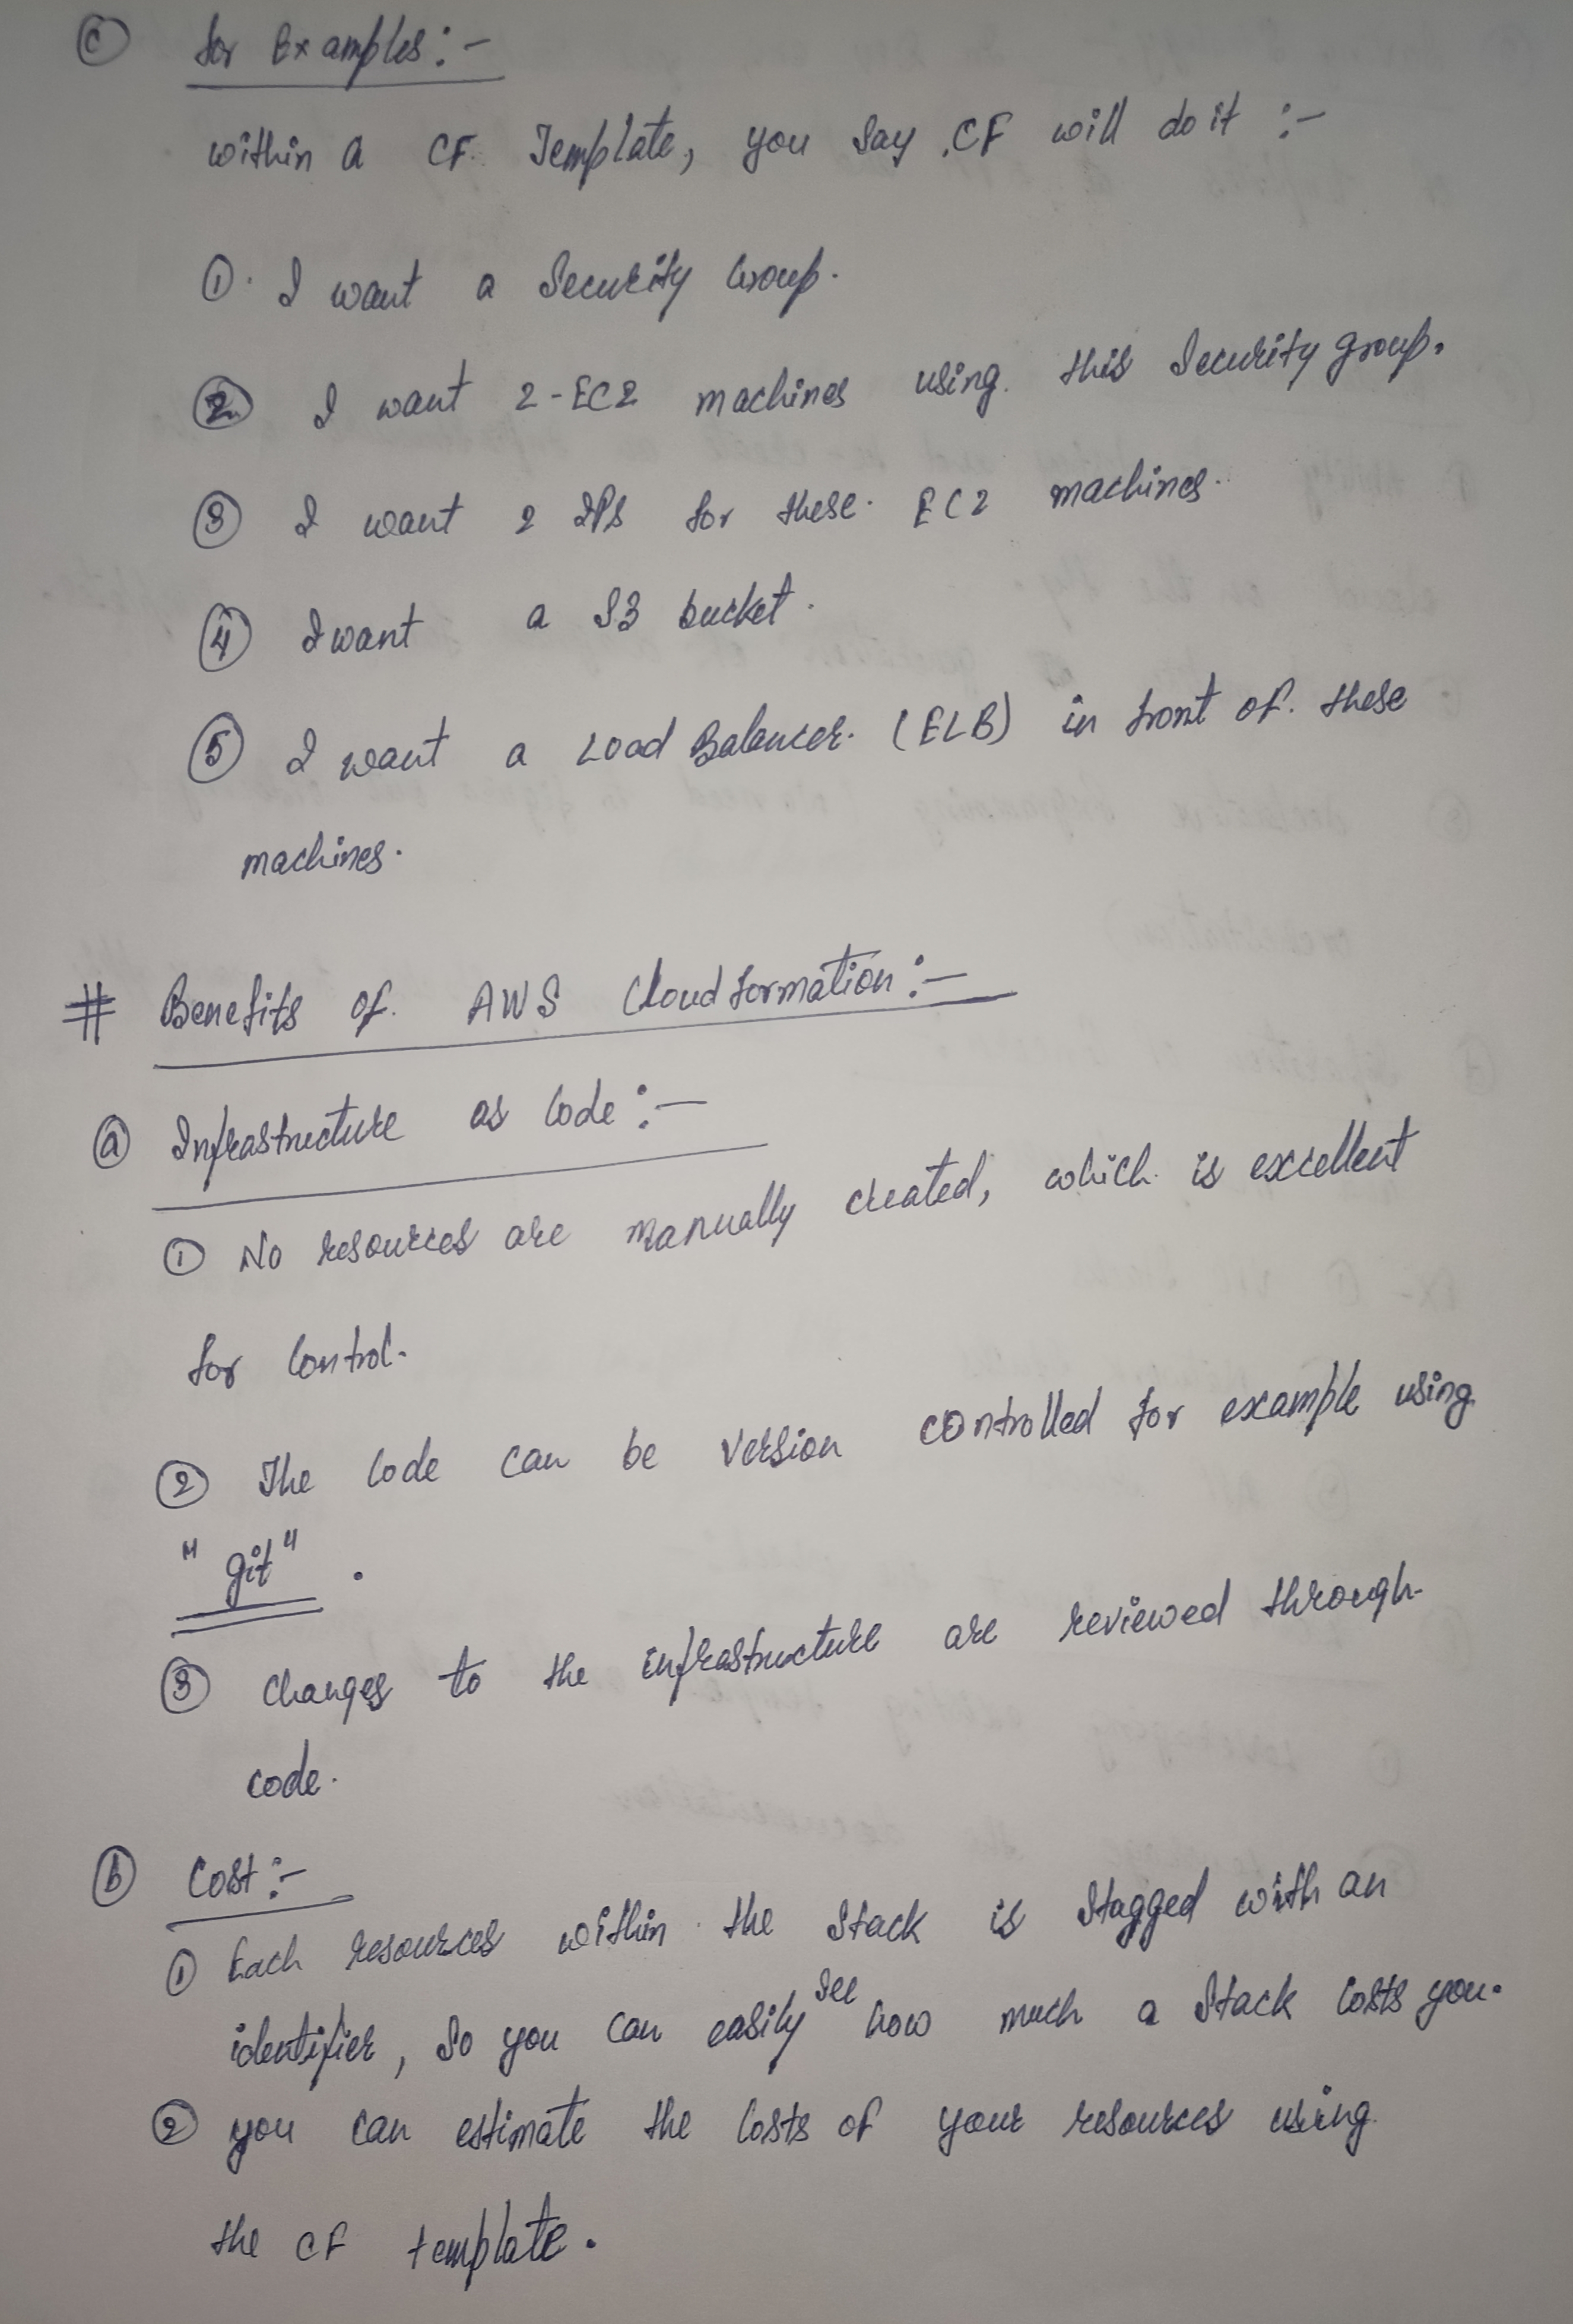 ⓒ for Examples:-
within a CF Template, you say CF will do it :-
① I want a Security Group.
② I want 2-EC2 machines using this Security group.
③ I want 2 IPs for these EC2 machines.
④ I want a S3 bucket.
⑤ I want a Load Balancer (ELB) in front of these
machines.
# Benefits of AWS Cloudformation:-
ⓐ Infrastructure as Code:-
① No resources are manually created, which is excellent
for Control.
② The Code can be version controlled for example using
"git".
③ Changes to the infrastructure are reviewed through
code.
ⓑ Cost:-
① Each resources within the Stack is Stagged with an
identifier, So you can easily see how much a Stack Costs you.
② you can estimate the Costs of your resources using
the CF template.